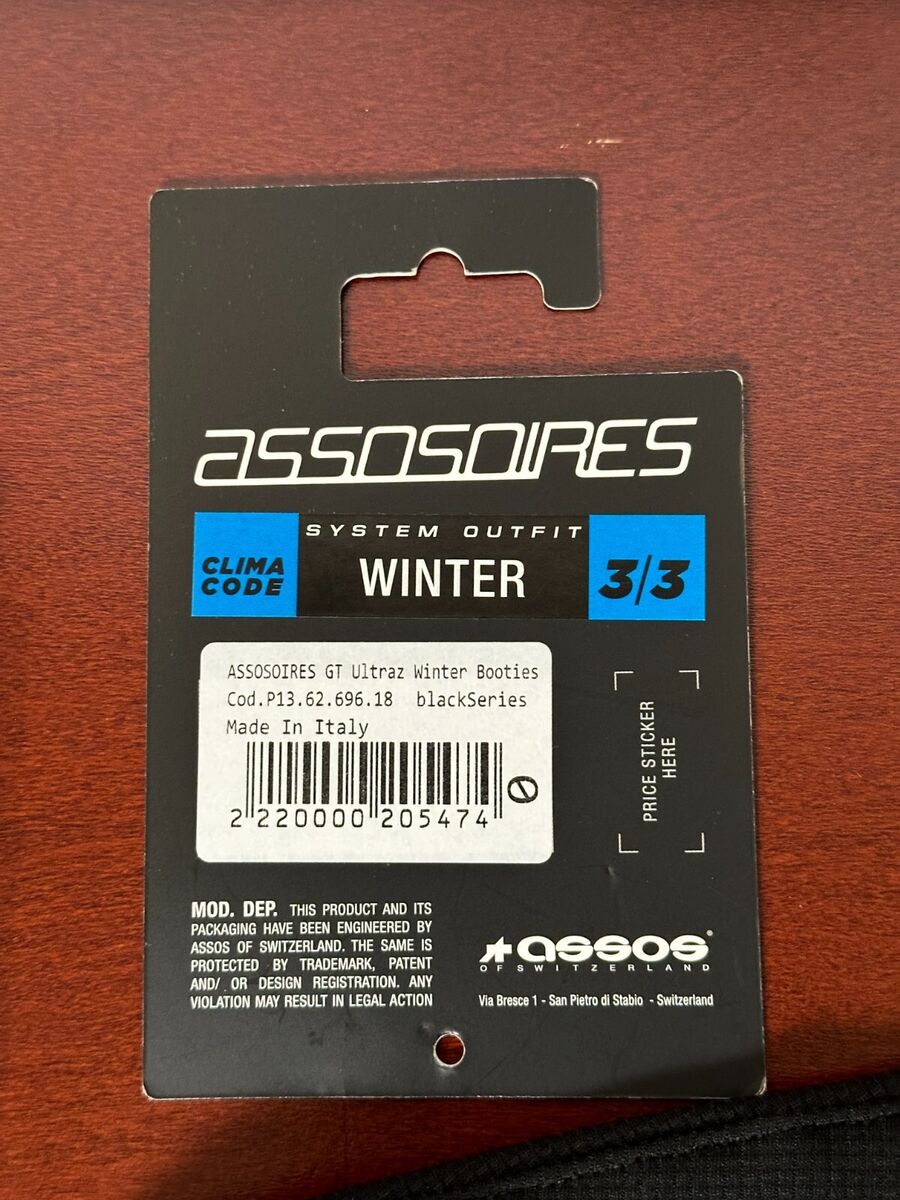 assosoires
SYSTEM OUTFIT
CLIMA
CODE
WINTER
3/3
ASSOSOIRES GT Ultraz Winter Booties
Cod.P13.62.696.18 blackSeries
Made In Italy
2 220000 205474
PRICE STICKER
HERE
MOD. DEP. THIS PRODUCT AND ITS
PACKAGING HAVE BEEN ENGINEERED BY
ASSOS OF SWITZERLAND. THE SAME IS
PROTECTED BY TRADEMARK, PATENT
AND/ OR DESIGN REGISTRATION. ANY
VIOLATION MAY RESULT IN LEGAL ACTION
assos®
OF SWITZERLAND
Via Bresce 1 - San Pietro di Stabio - Switzerland